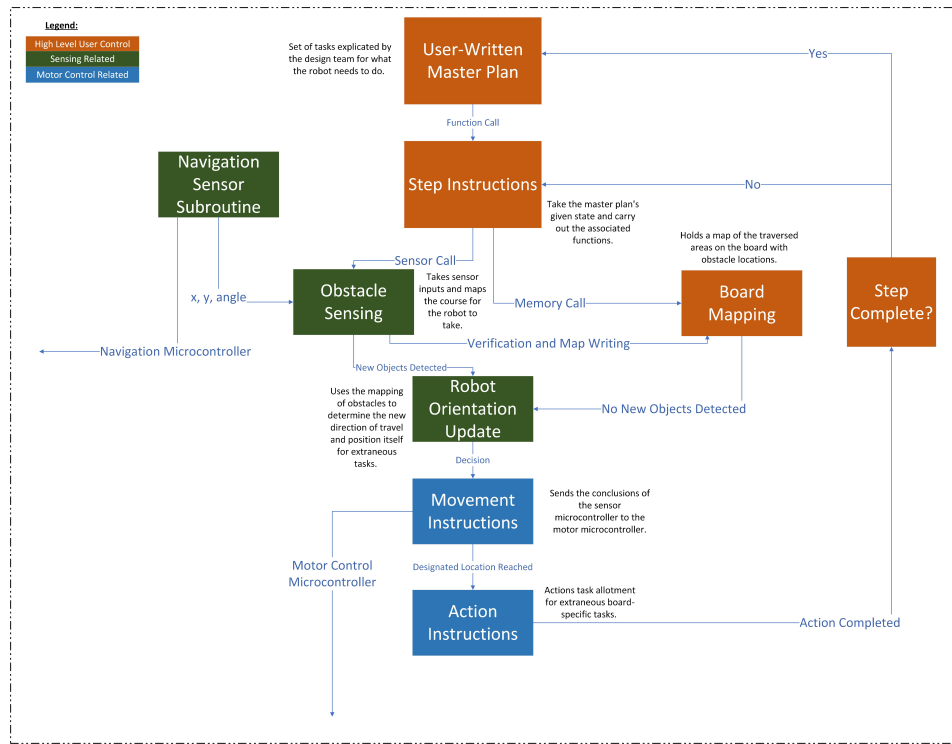 Legend:
High Level User Control
Sensing Related
Motor Control Related
Set of tasks explicated by
the design team for what
the robot needs to do.
User-Written
Master Plan
Yes
Function Call
Navigation
Sensor
Subroutine
Step Instructions
No
Take the master plan's
given state and carry
out the associated
functions.
Holds a map of the traversed
areas on the board with
obstacle locations.
Sensor Call
x, y, angle
Obstacle
Sensing
Takes sensor
inputs and maps
the course for
the robot to
take.
Memory Call
Board
Mapping
Step
Complete?
Navigation Microcontroller
Verification and Map Writing
New Objects Detected
Uses the mapping
of obstacles to
determine the new
direction of travel
and position itself
for extraneous
tasks.
Robot
Orientation
Update
No New Objects Detected
Decision
Movement
Instructions
Sends the conclusions of
the sensor
microcontroller to the
motor microcontroller.
Motor Control
Microcontroller
Designated Location Reached
Action
Instructions
Actions task allotment
for extraneous board-
specific tasks.
Action Completed